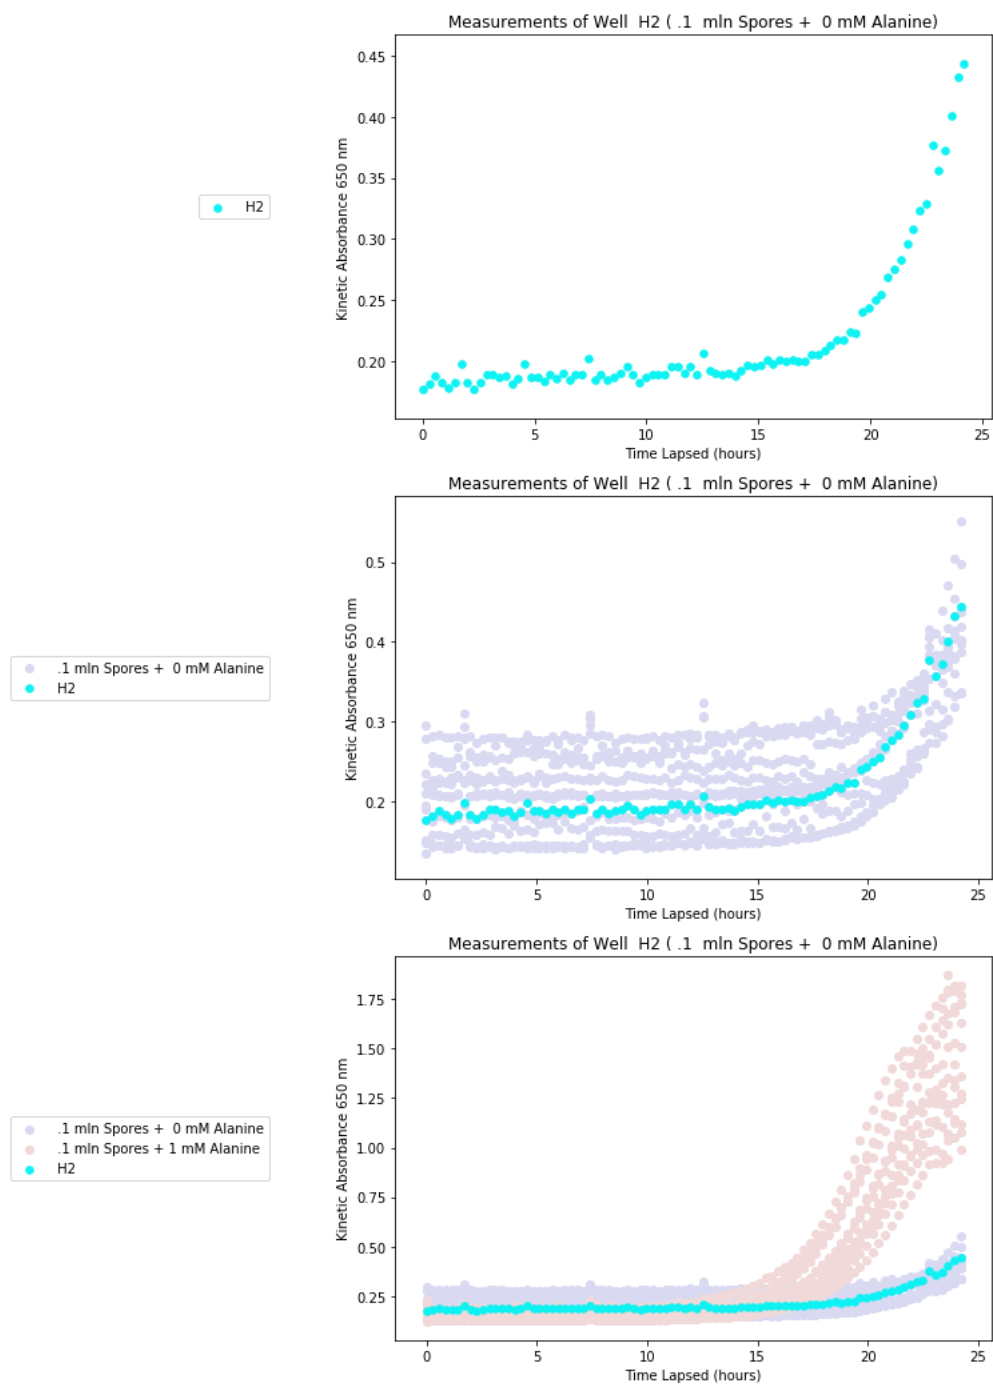 Measurements of Well  H2 ( .1  mln Spores +  0 mM Alanine)
H2
Kinetic Absorbance 650 nm
0.45
0.40
0.35
0.30
0.25
0.20
0 5 10 15 20 25
Time Lapsed (hours)
Measurements of Well  H2 ( .1  mln Spores +  0 mM Alanine)
.1 mln Spores +  0 mM Alanine
H2
Kinetic Absorbance 650 nm
0.5
0.4
0.3
0.2
0 5 10 15 20 25
Time Lapsed (hours)
Measurements of Well  H2 ( .1  mln Spores +  0 mM Alanine)
.1 mln Spores +  0 mM Alanine
.1 mln Spores + 1 mM Alanine
H2
Kinetic Absorbance 650 nm
1.75
1.50
1.25
1.00
0.75
0.50
0.25
0 5 10 15 20 25
Time Lapsed (hours)